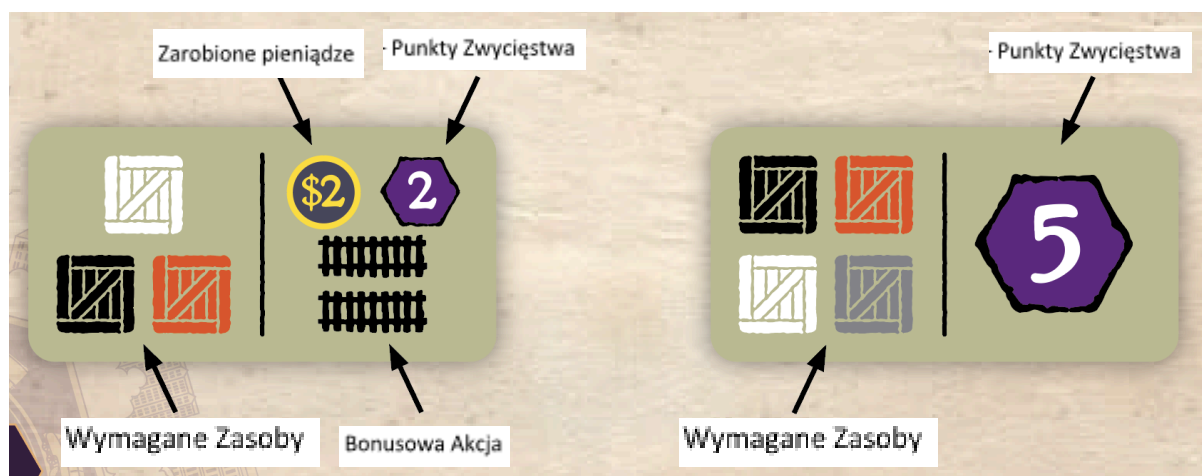 Zarobione pieniądze
- Punkty Zwycięstwa
- Punkty Zwycięstwa
$2
2
5
Wymagane Zasoby
Bonusowa Akcja
Wymagane Zasoby